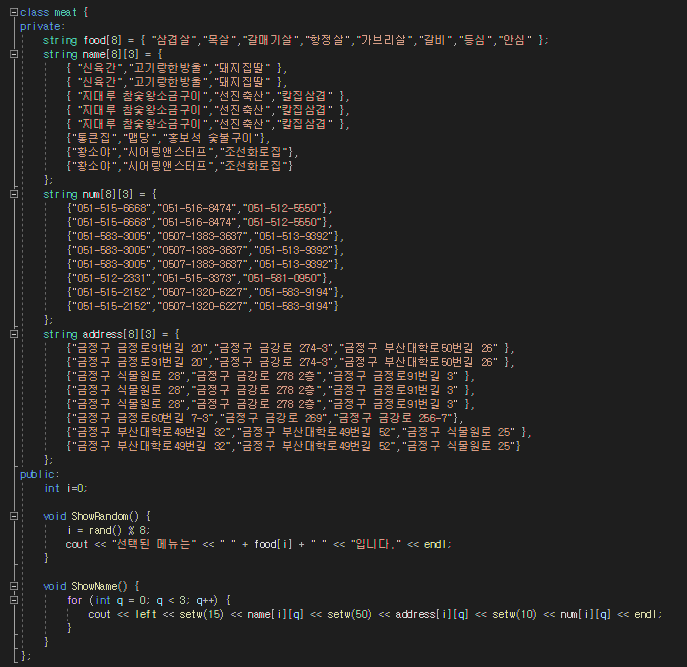 class meat {
private:
string food[8] = { "삼겹살","목살","갈매기살","항정살","가브리살","갈비","등심","안심" };
string name[8][3] = {
{ "신육간","고기랑한방울","돼지집딸" },
{ "신육간","고기랑한방울","돼지집딸" },
{ "지대루 참숯왕소금구이","선진축산","칼집삼겹" },
{ "지대루 참숯왕소금구이","선진축산","칼집삼겹" },
{ "지대루 참숯왕소금구이","선진축산","칼집삼겹" },
{"통큰집","맵당","홍보석 숯불구이"},
{"황소야","시어링앤스터프","조선화로집"},
{"황소야","시어링앤스터프","조선화로집"}
};
string num[8][3] = {
{"051-515-6668","051-516-8474","051-512-5550"},
{"051-515-6668","051-516-8474","051-512-5550"},
{"051-583-3005","0507-1383-3637","051-513-9392"},
{"051-583-3005","0507-1383-3637","051-513-9392"},
{"051-583-3005","0507-1383-3637","051-513-9392"},
{"051-512-2331","051-515-3373","051-581-0950"},
{"051-515-2152","0507-1320-6227","051-583-9194"},
{"051-515-2152","0507-1320-6227","051-583-9194"}
};
string address[8][3] = {
{"금정구 금정로91번길 20","금정구 금강로 274-3","금정구 부산대학로50번길 26" },
{"금정구 금정로91번길 20","금정구 금강로 274-3","금정구 부산대학로50번길 26" },
{"금정구 식물원로 28","금정구 금강로 278 2층","금정구 금정로91번길 3" },
{"금정구 식물원로 28","금정구 금강로 278 2층","금정구 금정로91번길 3" },
{"금정구 식물원로 28","금정구 금강로 278 2층","금정구 금정로91번길 3" },
{"금정구 금정로60번길 7-3","금정구 금강로 269","금정구 금강로 256-7"},
{"금정구 부산대학로49번길 32","금정구 부산대학로49번길 52","금정구 식물원로 25" },
{"금정구 부산대학로49번길 32","금정구 부산대학로49번길 52","금정구 식물원로 25"}
};
public:
int i=0;
void ShowRandom() {
i = rand() % 8;
cout << "선택된 메뉴는" << " " + food[i] + " " << "입니다." << endl;
}
void ShowName() {
for (int q = 0; q < 3; q++) {
cout << left << setw(15) << name[i][q] << setw(50) << address[i][q] << setw(10) << num[i][q] << endl;
}
}
};